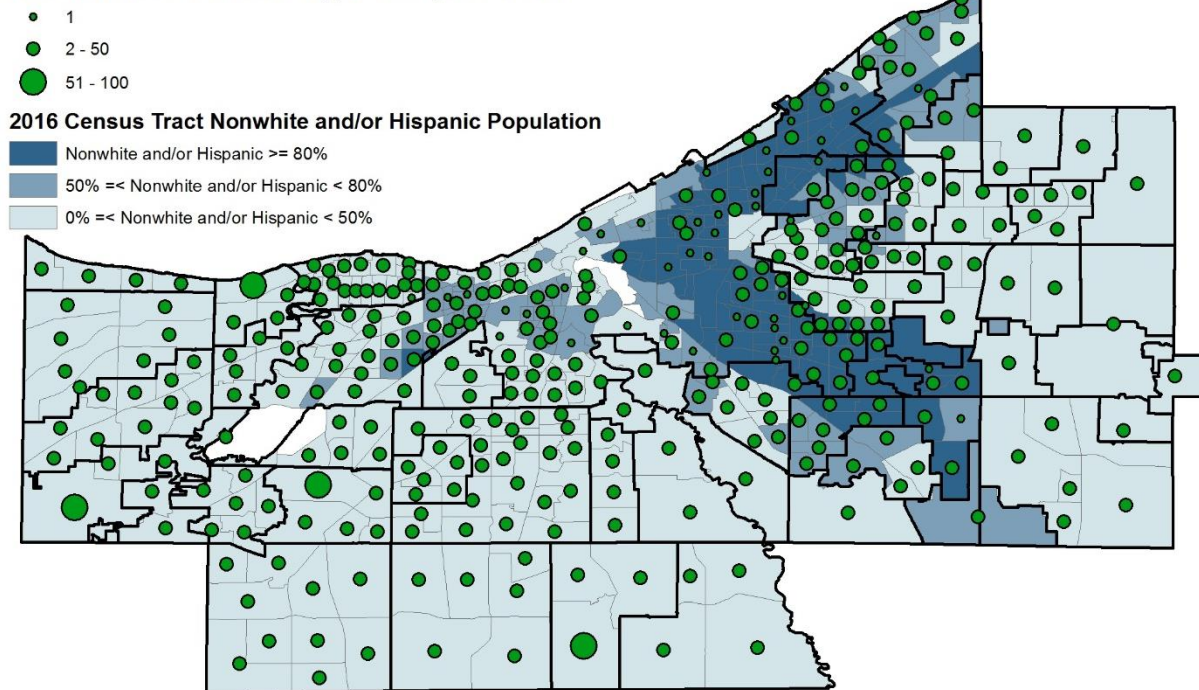 1
2 - 50
51 - 100
2016 Census Tract Nonwhite and/or Hispanic Population
Nonwhite and/or Hispanic >= 80%
50% =< Nonwhite and/or Hispanic < 80%
0% =< Nonwhite and/or Hispanic < 50%